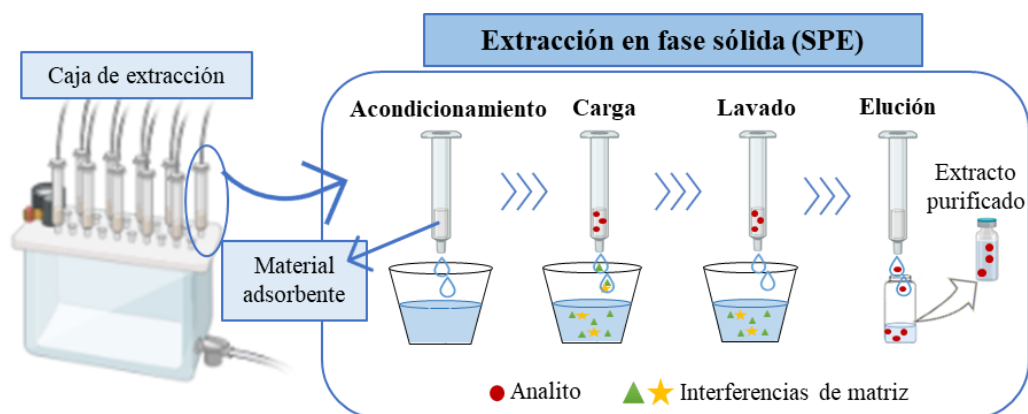 Extracción en fase sólida (SPE)
Caja de extracción
Acondicionamiento
Carga
Lavado
Elución
Extracto
purificado
Material
adsorbente
Analito
Interferencias de matriz